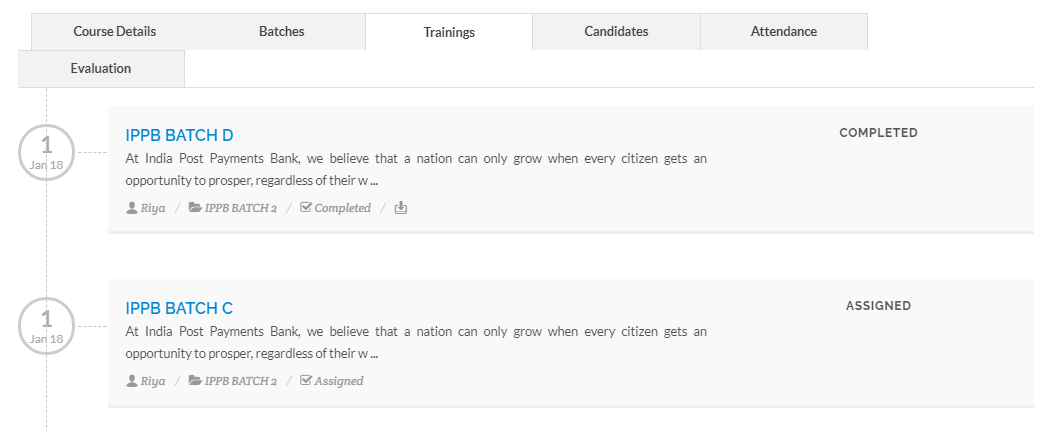 Course Details Batches Trainings Candidates Attendance
Evaluation
1
Jan 18
IPPB BATCH D
COMPLETED
At India Post Payments Bank, we believe that a nation can only grow when every citizen gets an
opportunity to prosper, regardless of their w ...
Riya / IPPB BATCH 2 / Completed /
1
Jan 18
IPPB BATCH C
ASSIGNED
At India Post Payments Bank, we believe that a nation can only grow when every citizen gets an
opportunity to prosper, regardless of their w ...
Riya / IPPB BATCH 2 / Assigned